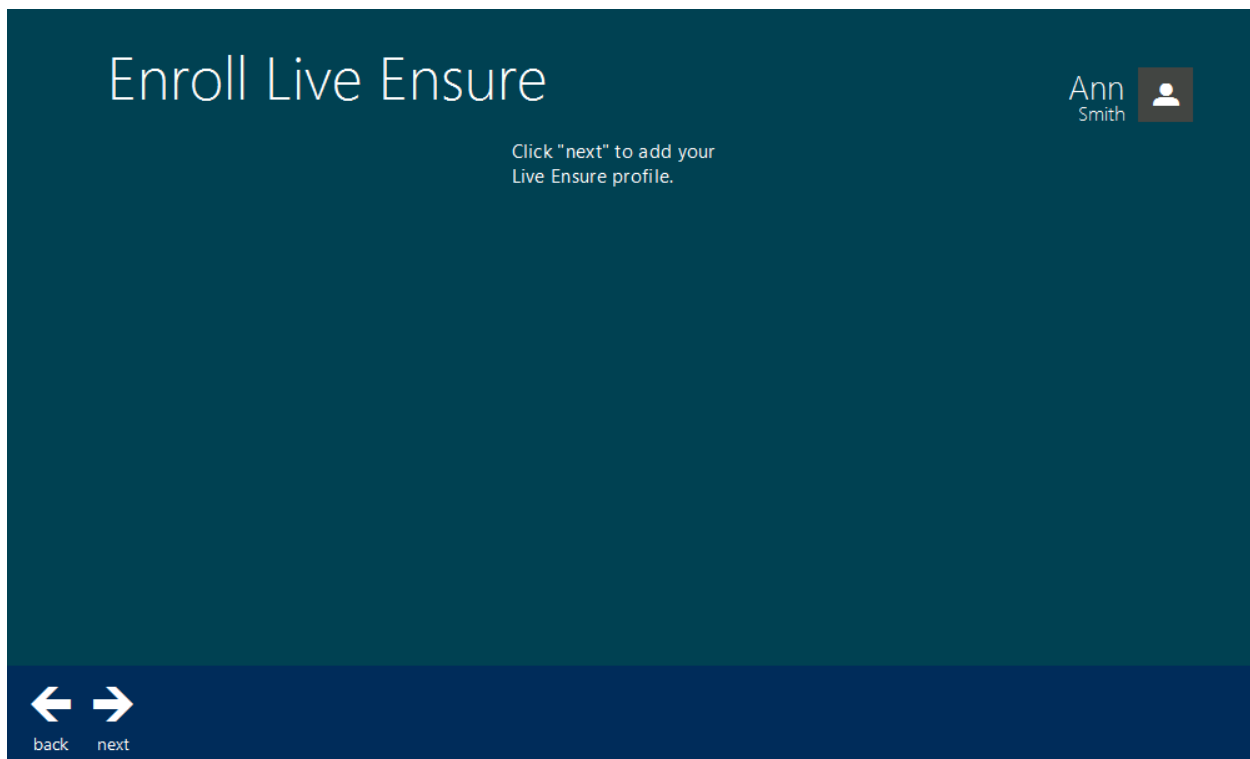 Enroll Live Ensure
Ann
Smith
Click "next" to add your
Live Ensure profile.
back next